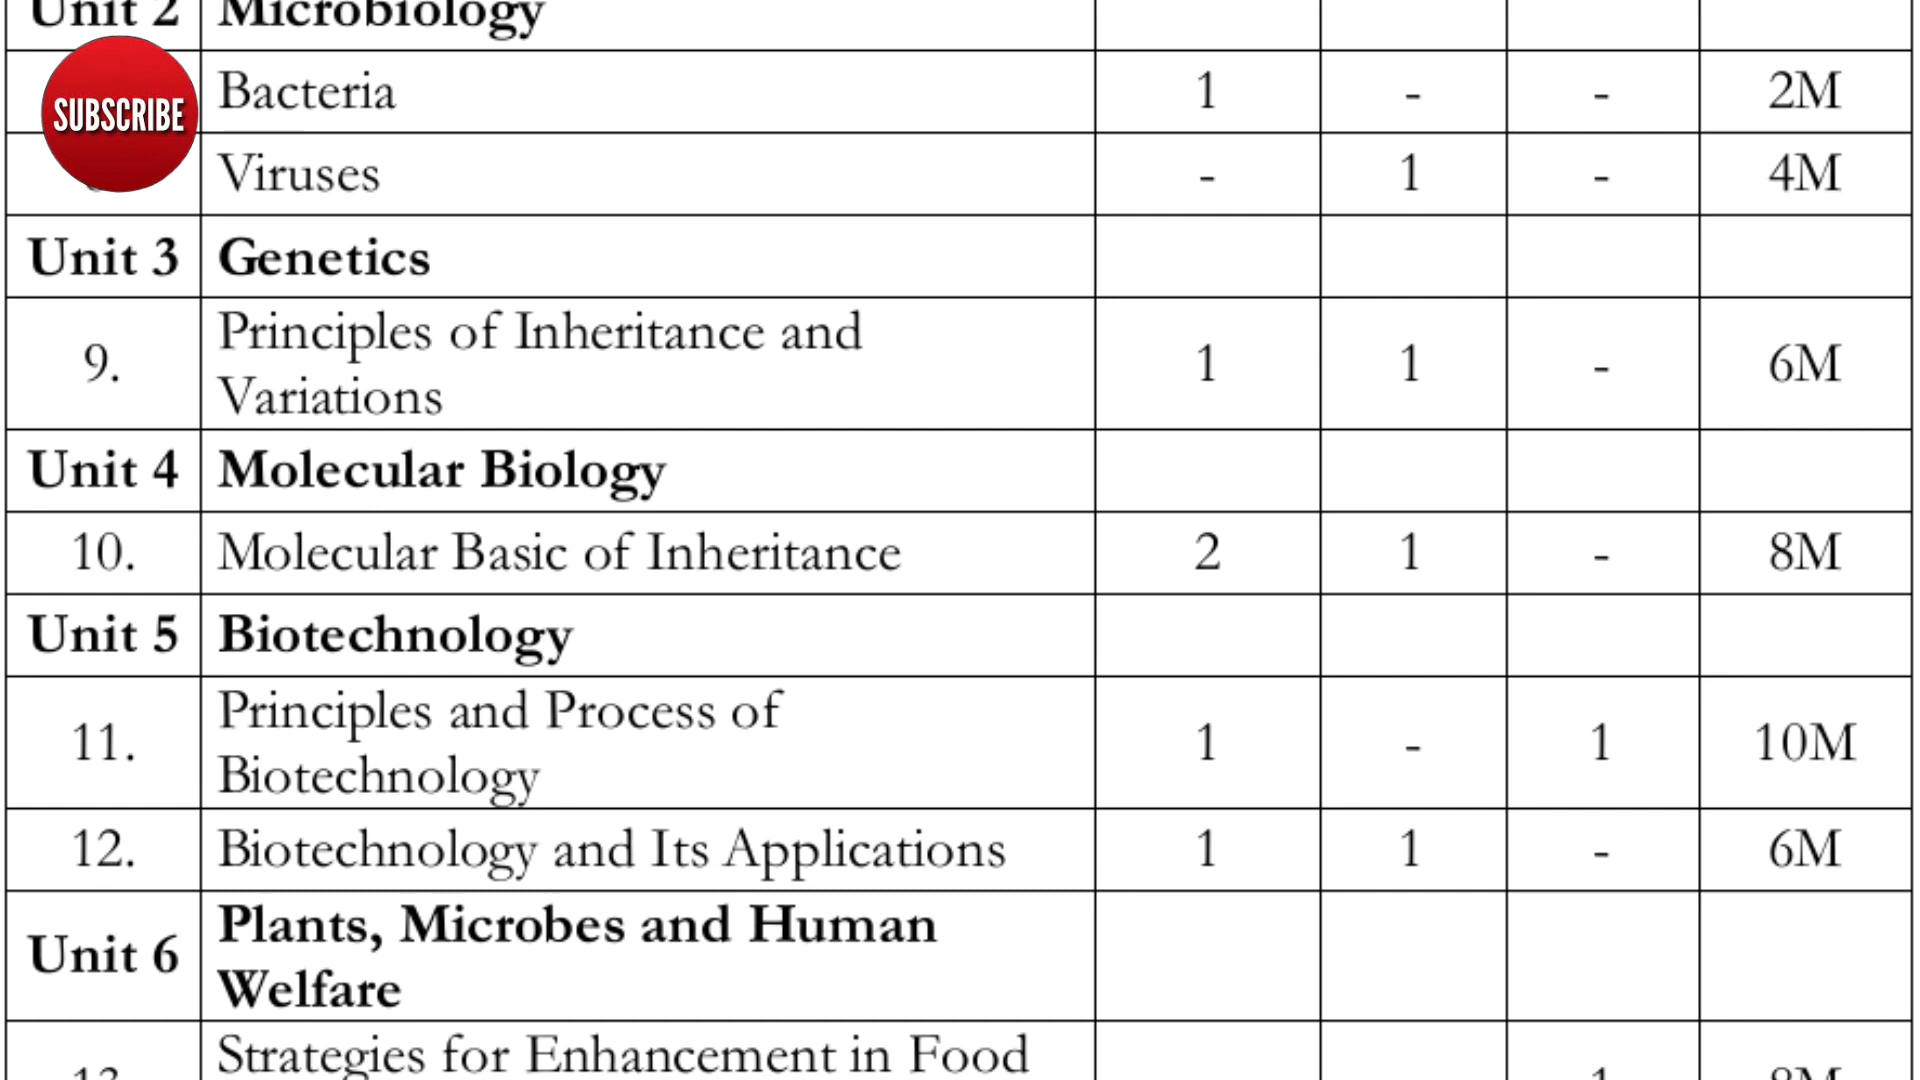 Unit 2 Microbiology
SUBSCRIBE
Bacteria 1 - - 2M
Viruses - 1 - 4M
Unit 3 Genetics
9. Principles of Inheritance and
Variations 1 1 - 6M
Unit 4 Molecular Biology
10. Molecular Basic of Inheritance 2 1 - 8M
Unit 5 Biotechnology
11. Principles and Process of
Biotechnology 1 - 1 10M
12. Biotechnology and Its Applications 1 1 - 6M
Unit 6 Plants, Microbes and Human
Welfare
13. Strategies for Enhancement in Food 1 8M